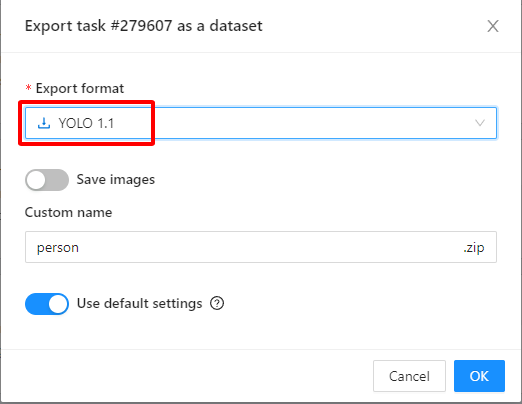 Export task #279607 as a dataset
* Export format
YOLO 1.1
Save images
Custom name
person .zip
Use default settings
Cancel OK